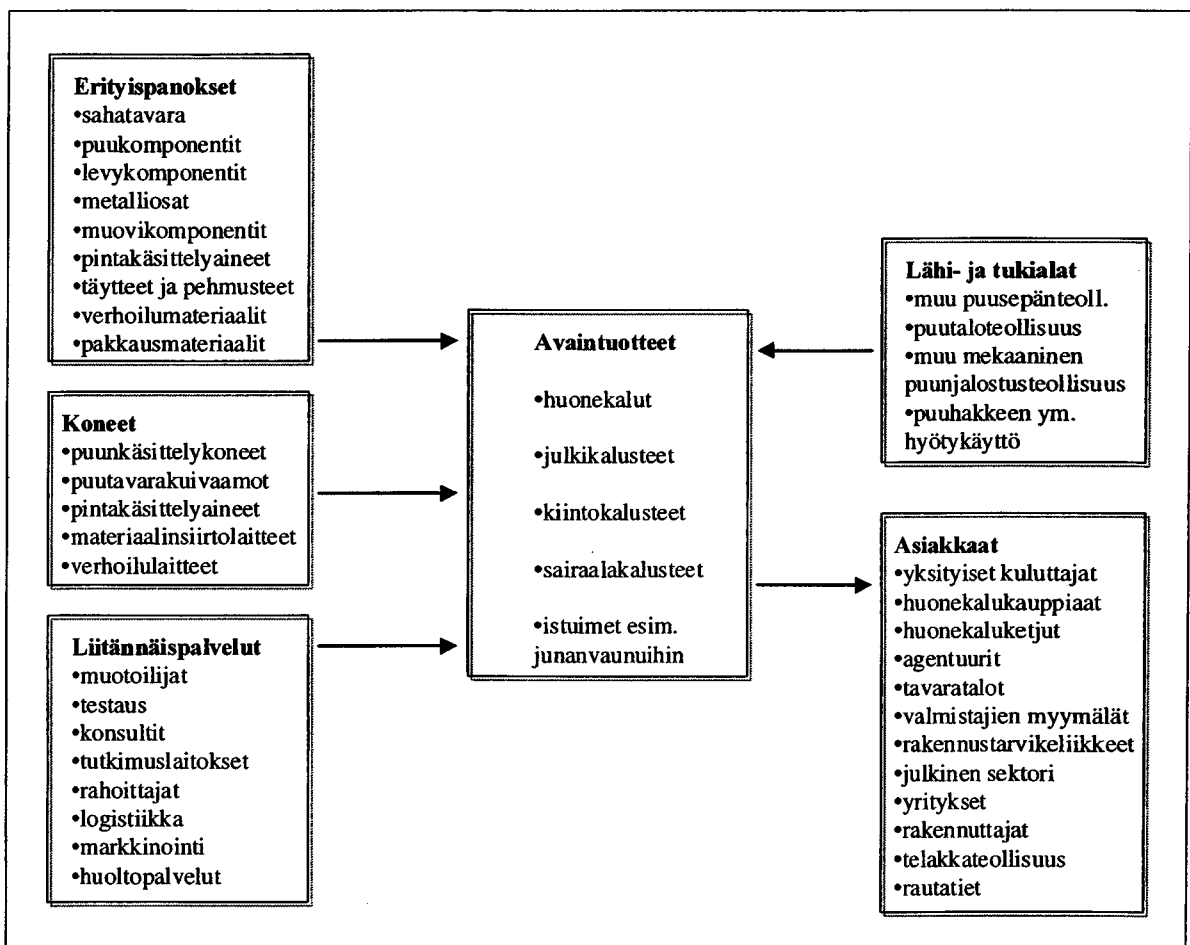 Erityispanokset
•sahatavara
•puukomponentit
•levykomponentit
•metalliosat
•muovikomponentit
•pintakäsittelyaineet
•täytteet ja pehmusteet
•verhoilumateriaalit
•pakkausmateriaalit
Koneet
•puunkäsittelykoneet
•puutavarakuivaamot
•pintakäsittelyaineet
•materiaalinsiirtolaitteet
•verhoilulaitteet
Liitännäispalvelut
•muotoilijat
•testaus
•konsultit
•tutkimuslaitokset
•rahoittajat
•logistiikka
•markkinointi
•huoltopalvelut
Avaintuotteet
•huonekalut
•julkikalusteet
•kiintokalusteet
•sairaalakalusteet
•istuimet esim.
junanvaunuihin
Lähi- ja tukialat
•muu puusepänteoll.
•puutaloteollisuus
•muu mekaaninen
puunjalostusteollisuus
•puuhakkeen ym.
hyötykäyttö
Asiakkaat
•yksityiset kuluttajat
•huonekalukauppiaat
•huonekaluketjut
•agentuurit
•tavaratalot
•valmistajien myymälät
•rakennustarvikeliikkeet
•julkinen sektori
•yritykset
•rakennuttajat
•telakkateollisuus
•rautatiet